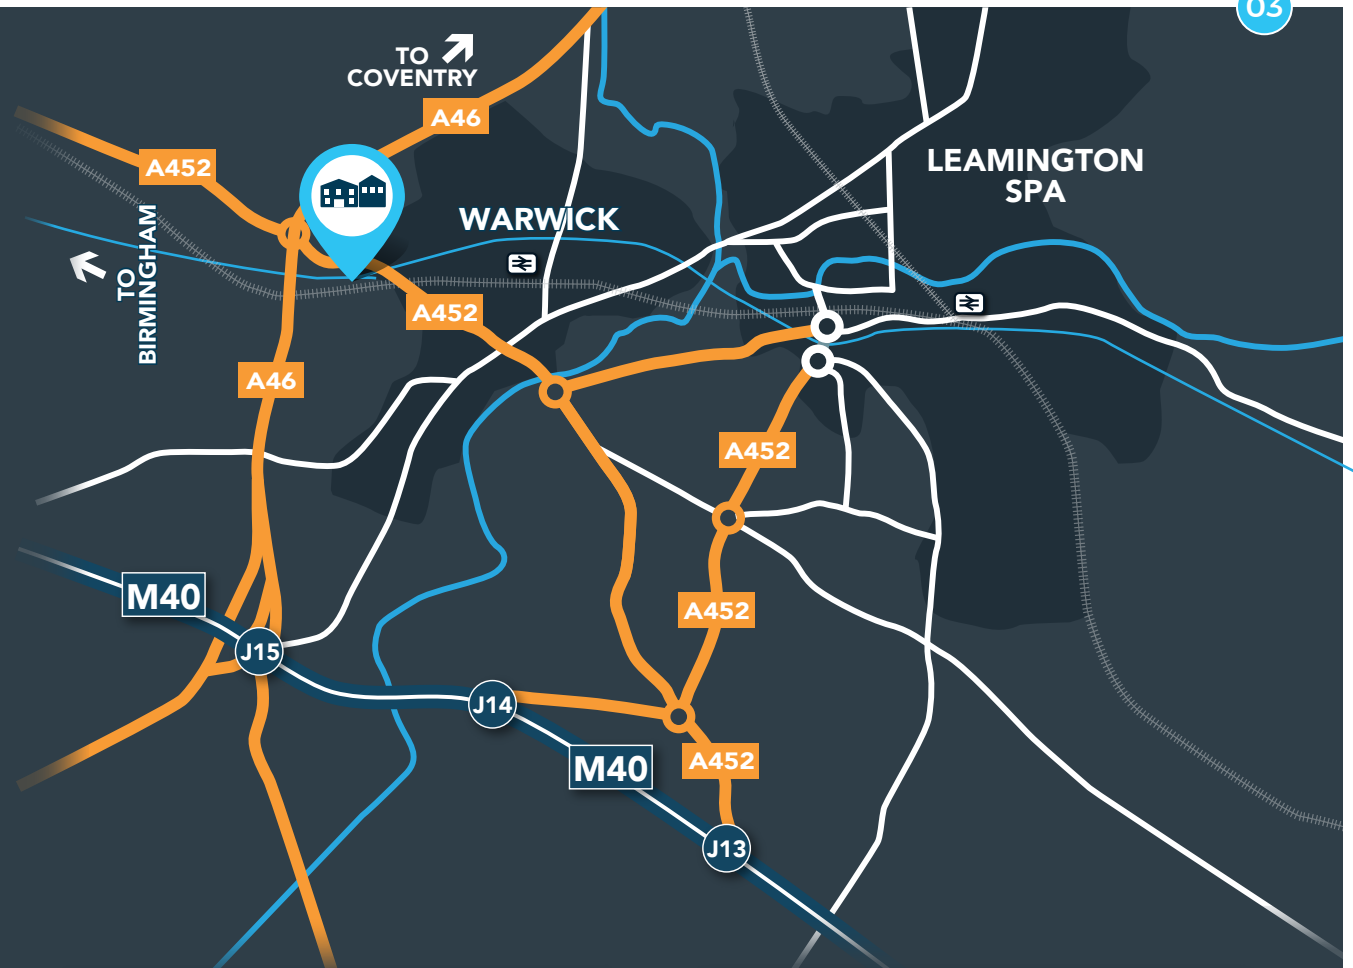 03
TO
COVENTRY
A46
A452
LEAMINGTON
SPA
WARWICK
TO
BIRMINGHAM
A452
A46
A452
M40
A452
J15
J14
M40
A452
J13